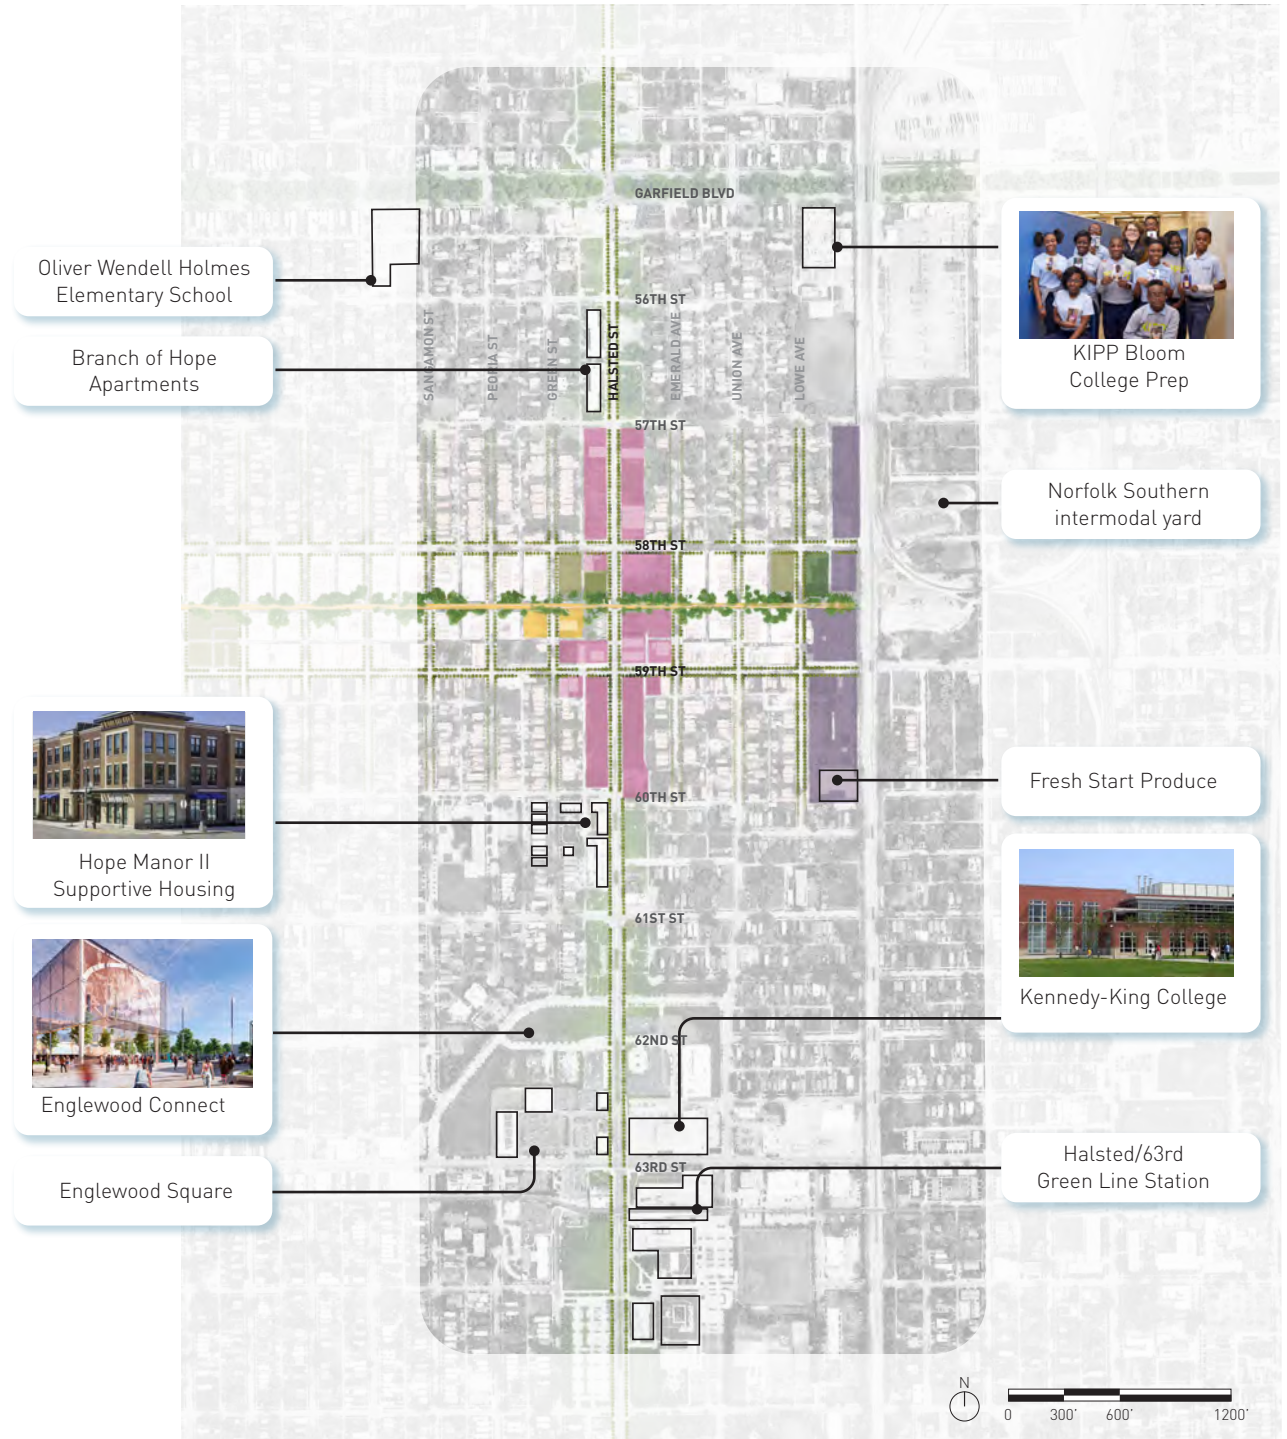 GARFIELD BLVD
Oliver Wendell Holmes
Elementary School
56TH ST
SANGAMON ST
PEORIA ST
GREEN ST
HALSTED ST
EMERALD AVE
UNION AVE
LOWE AVE
Branch of Hope
Apartments
KIPP Bloom
College Prep
57TH ST
Norfolk Southern
intermodal yard
58TH ST
59TH ST
Fresh Start Produce
60TH ST
Hope Manor II
Supportive Housing
61ST ST
Kennedy-King College
62ND ST
Englewood Connect
63RD ST
Halsted/63rd
Green Line Station
Englewood Square
N
0 300' 600' 1200'